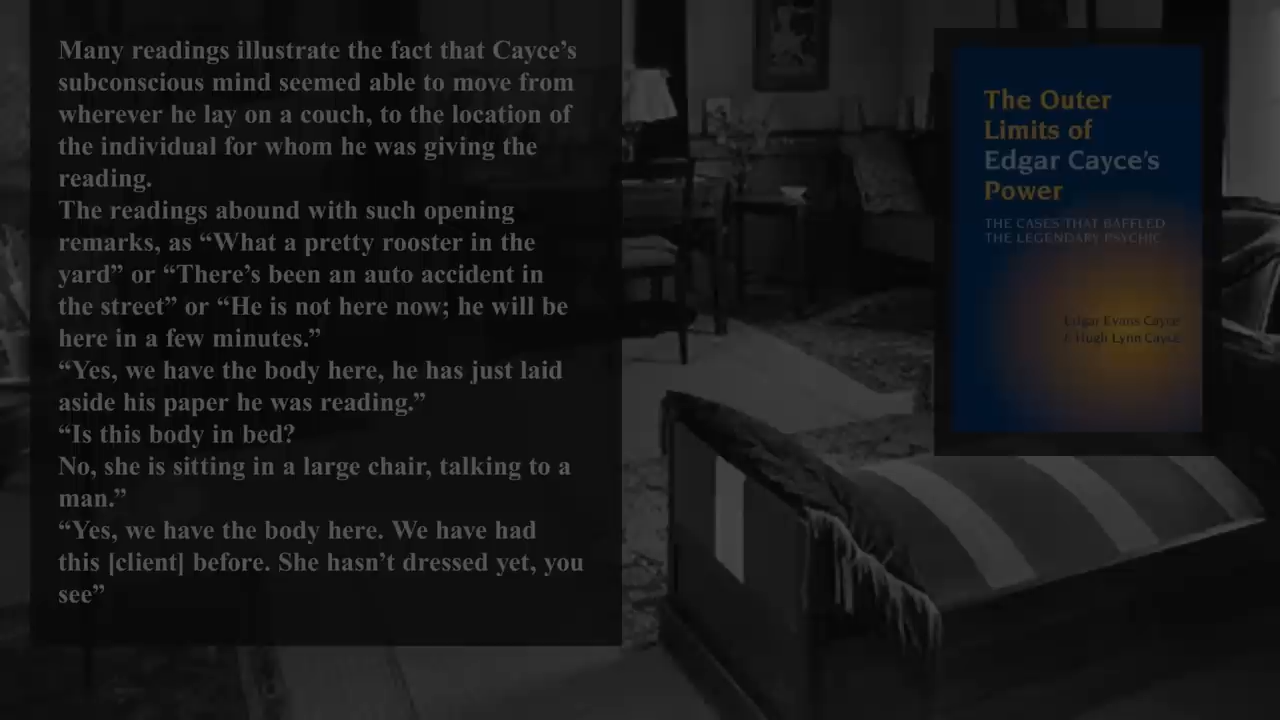 Many readings illustrate the fact that Cayce’s
subconscious mind seemed able to move from
wherever he lay on a couch, to the location of
the individual for whom he was giving the
reading.
The readings abound with such opening
remarks, as “What a pretty rooster in the
yard” or “There’s been an auto accident in
the street” or “He is not here now; he will be
here in a few minutes.”
“Yes, we have the body here, he has just laid
aside his paper he was reading.”
“Is this body in bed?
No, she is sitting in a large chair, talking to a
man.”
“Yes, we have the body here. We have had
this [client] before. She hasn’t dressed yet, you
see”
The Outer
Limits of
Edgar Cayce’s
Power
THE CASES THAT BAFFLED
THE LEGENDARY PSYCHIC
Edgar Evans Cayce
& Hugh Lynn Cayce